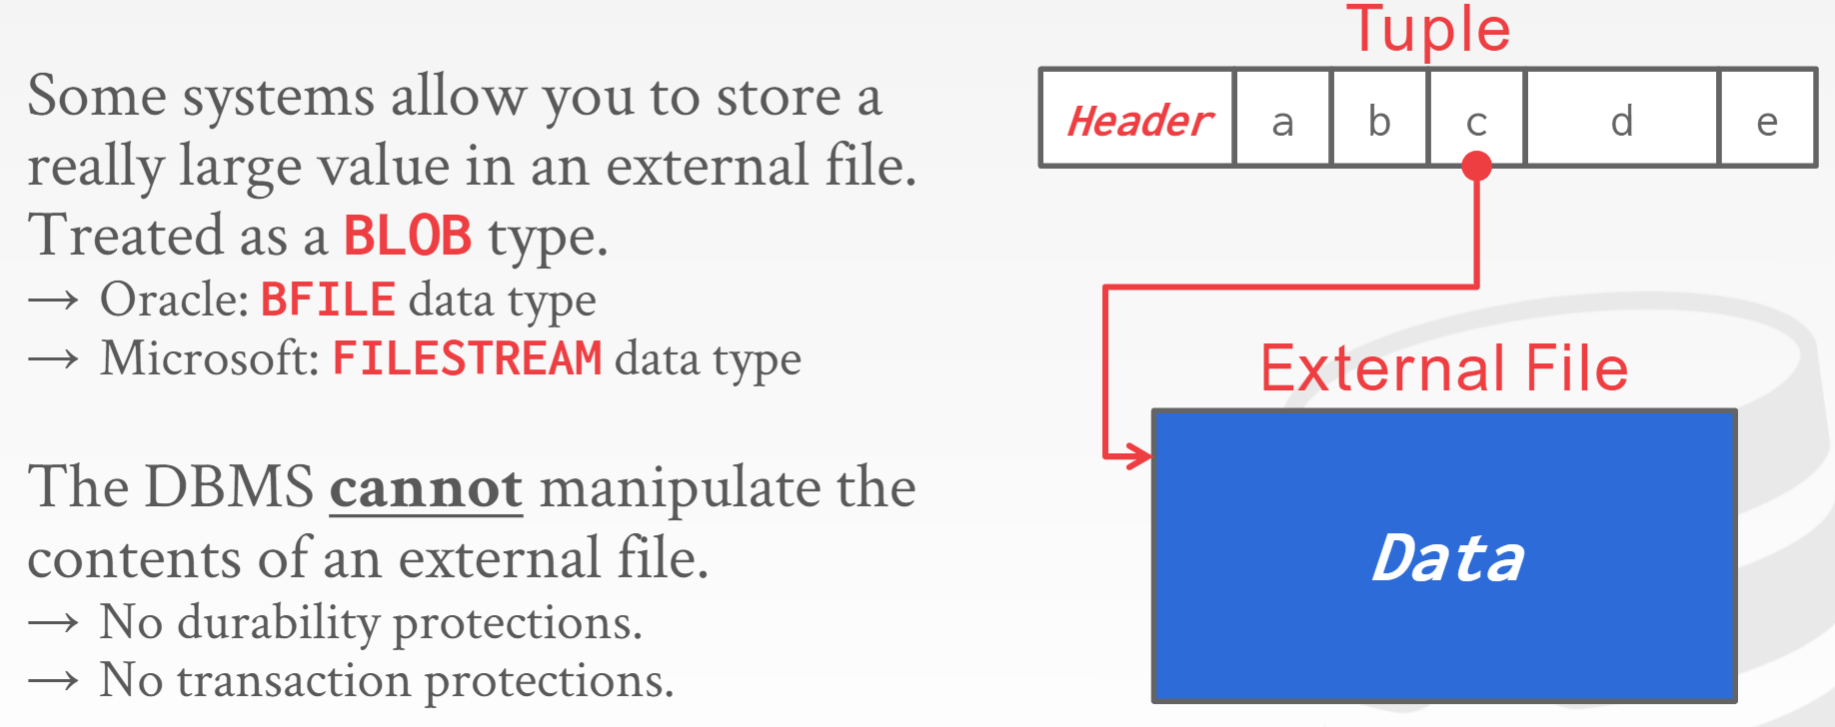 Some systems allow you to store a
really large value in an external file.
Treated as a BLOB type.
→ Oracle: BFILE data type
→ Microsoft: FILESTREAM data type
The DBMS cannot manipulate the
contents of an external file.
→ No durability protections.
→ No transaction protections.
Tuple
Header a b c d e
External File
Data